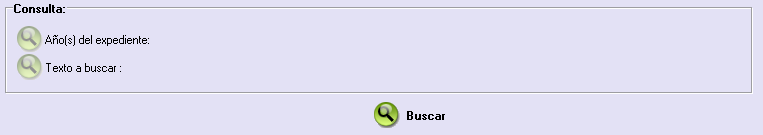 Consulta:
Año(s) del expediente:
Texto a buscar :
Buscar